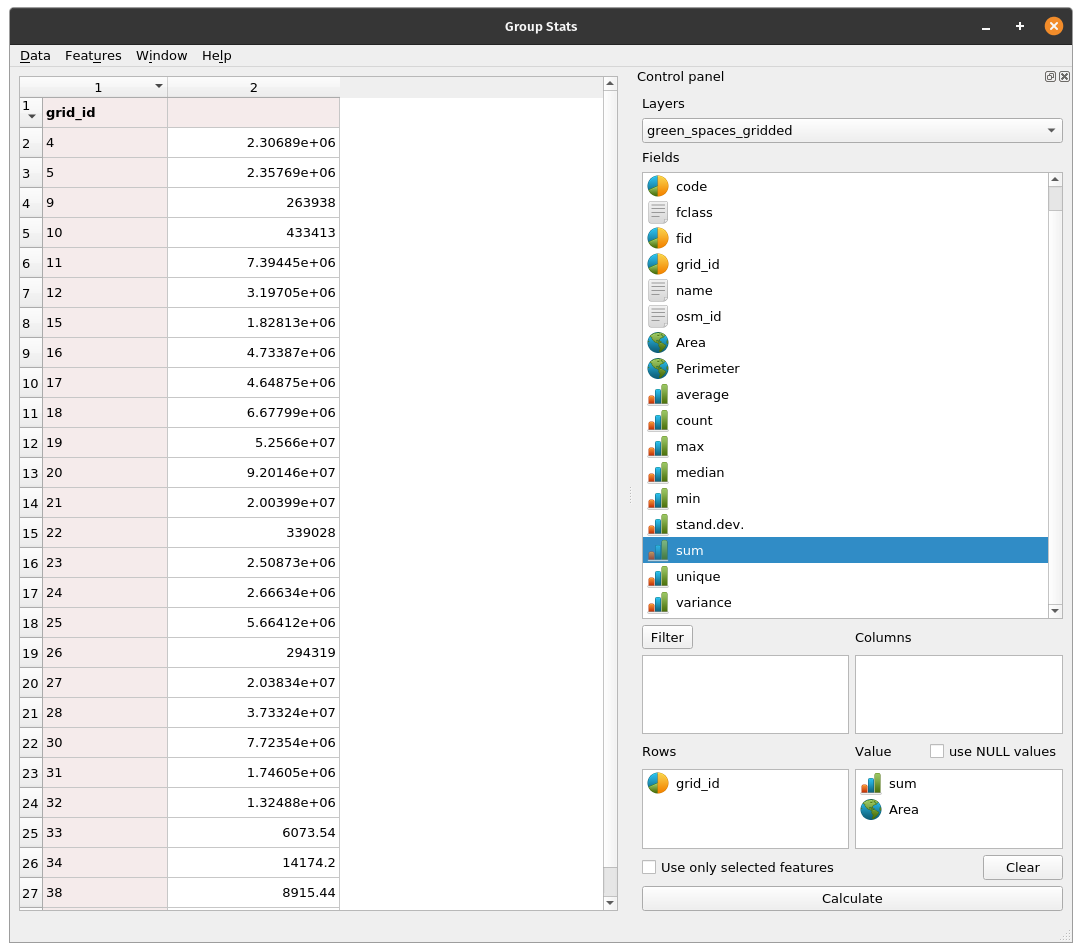 Group Stats
Data Features Window Help
1 2
1 grid_id
2 4 2.30689e+06
3 5 2.35769e+06
4 9 263938
5 10 433413
6 11 7.39445e+06
7 12 3.19705e+06
8 15 1.82813e+06
9 16 4.73387e+06
10 17 4.64875e+06
11 18 6.67799e+06
12 19 5.2566e+07
13 20 9.20146e+07
14 21 2.00399e+07
15 22 339028
16 23 2.50873e+06
17 24 2.66634e+06
18 25 5.66412e+06
19 26 294319
20 27 2.03834e+07
21 28 3.73324e+07
22 30 7.72354e+06
23 31 1.74605e+06
24 32 1.32488e+06
25 33 6073.54
26 34 14174.2
27 38 8915.44
Control panel
Layers
green_spaces_gridded
Fields
code
fclass
fid
grid_id
name
osm_id
Area
Perimeter
average
count
max
median
min
stand.dev.
sum
unique
variance
Filter Columns
Rows Value use NULL values
grid_id sum
Area
Use only selected features Clear
Calculate